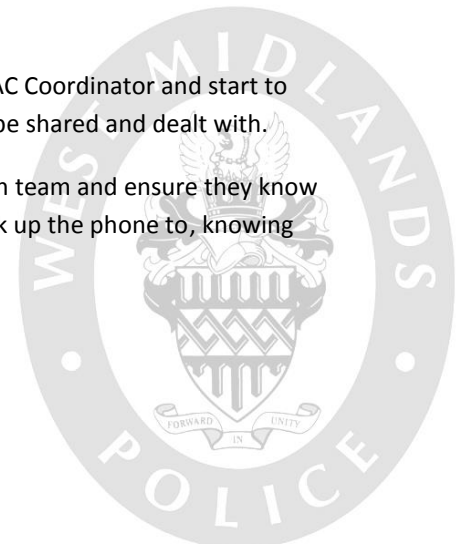 AC Coordinator and start to
be shared and dealt with.
n team and ensure they know
k up the phone to, knowing
WEST MIDLANDS
FORWARD IN UNITY
POLICE